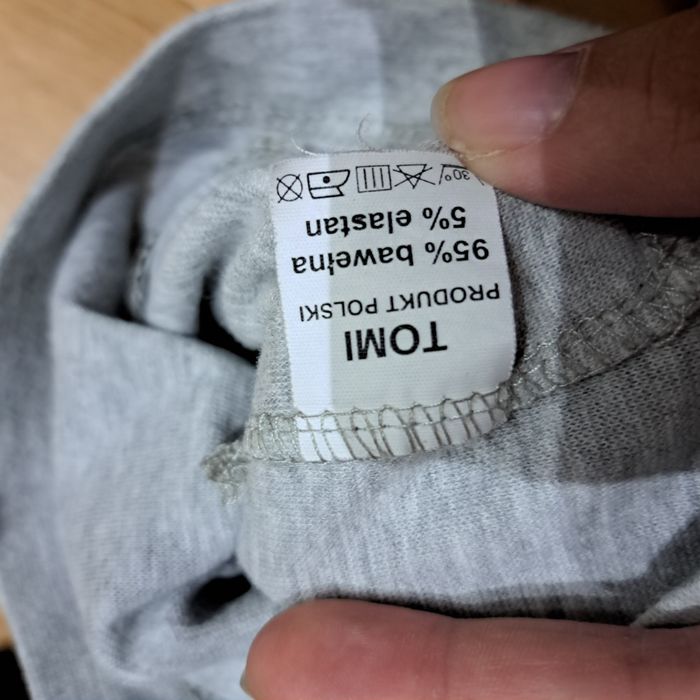 TOMI
PRODUKT POLSKI
95% bawełna
5% elastan
30°